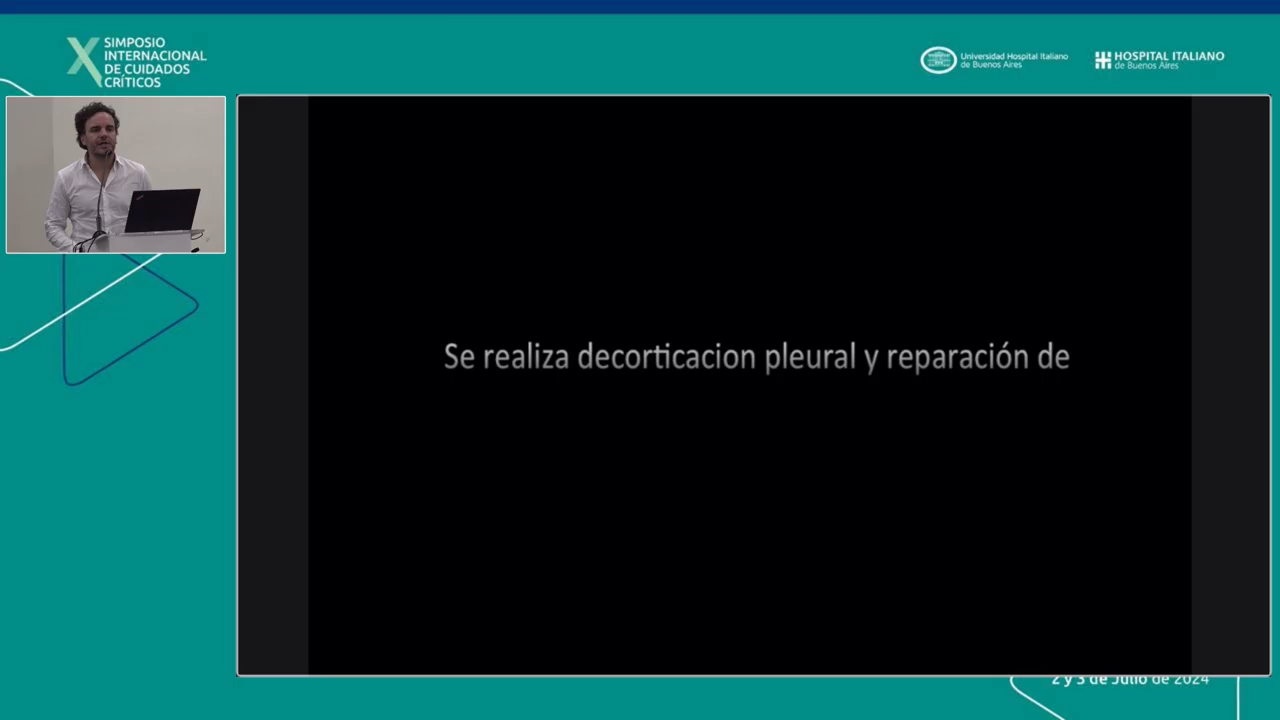 SIMPOSIO
INTERNACIONAL
DE CUIDADOS
CRÍTICOS
Universidad Hospital Italiano
de Buenos Aires
HOSPITAL ITALIANO
de Buenos Aires
Se realiza decorticacion pleural y reparación de
2 y 3 de Julio de 2024